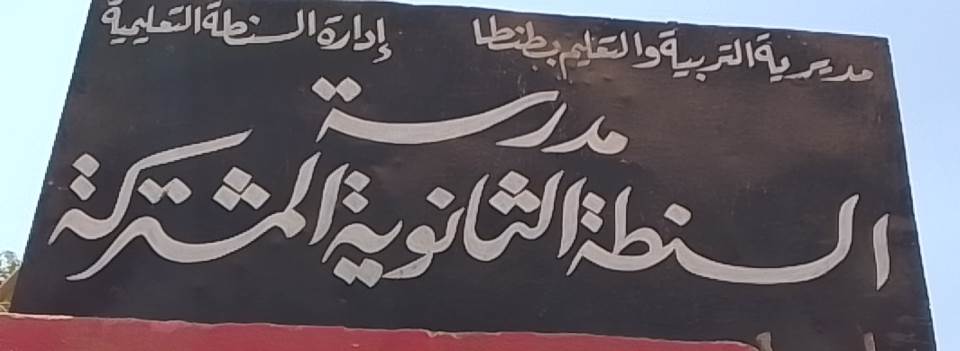 مديرية التربية والتعليم بطنطا إدارة السنطة التعليمية
مدرسة
السنطة الثانوية المشتركة